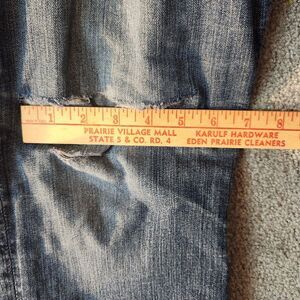 1 2 3 4 5 6 7 8
PRAIRIE VILLAGE MALL KARULF HARDWARE
STATE 5 & CO. RD. 4 EDEN PRAIRIE CLEANERS